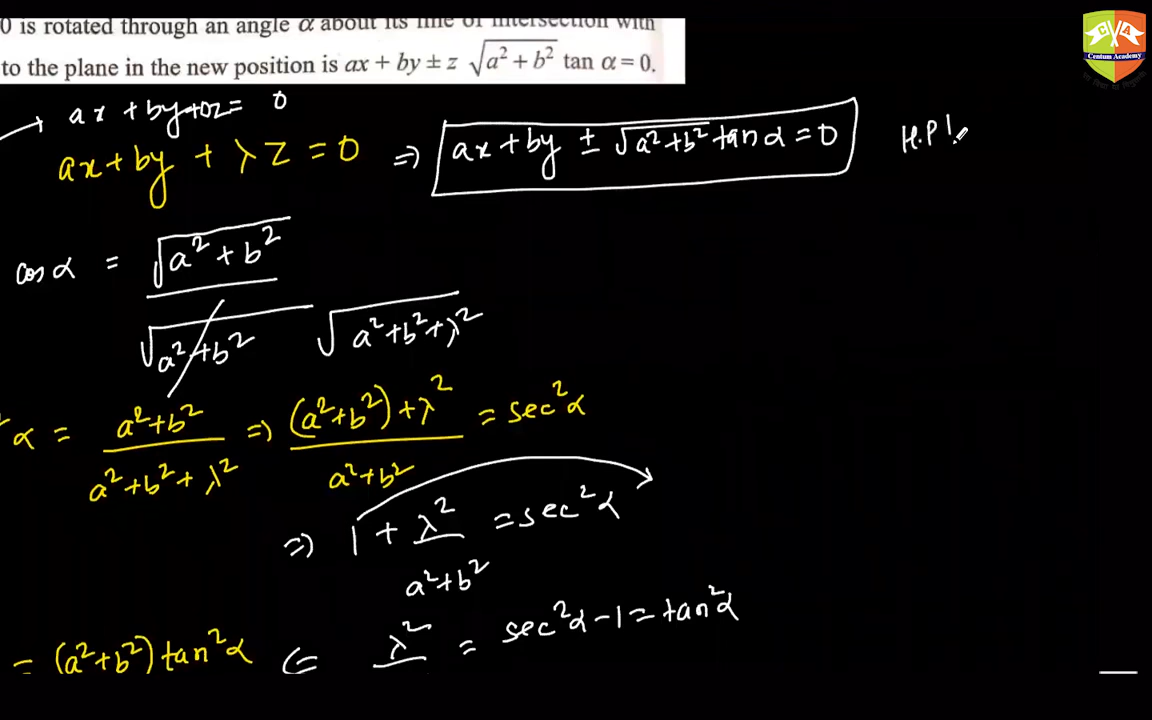 0 is rotated through an angle α about its line of intersection with
to the plane in the new position is ax + by ± z √(a² + b²) tan α = 0.
Centum Academy
ax + by + 0z = 0
ax + by + λz = 0 ⇒ ax + by ± √(a²+b²) tan α = 0 H.P!
cos α = √(a² + b²) / √(a²+b²) √(a²+b²+λ²)
² α = (a²+b²) / (a²+b²+λ²) ⇒ ((a²+b²)+λ²) / (a²+b²) = sec²α
⇒ 1 + λ² / (a²+b²) = sec²α
= (a²+b²) tan²α ⇐ λ² = sec²α − 1 = tan²α